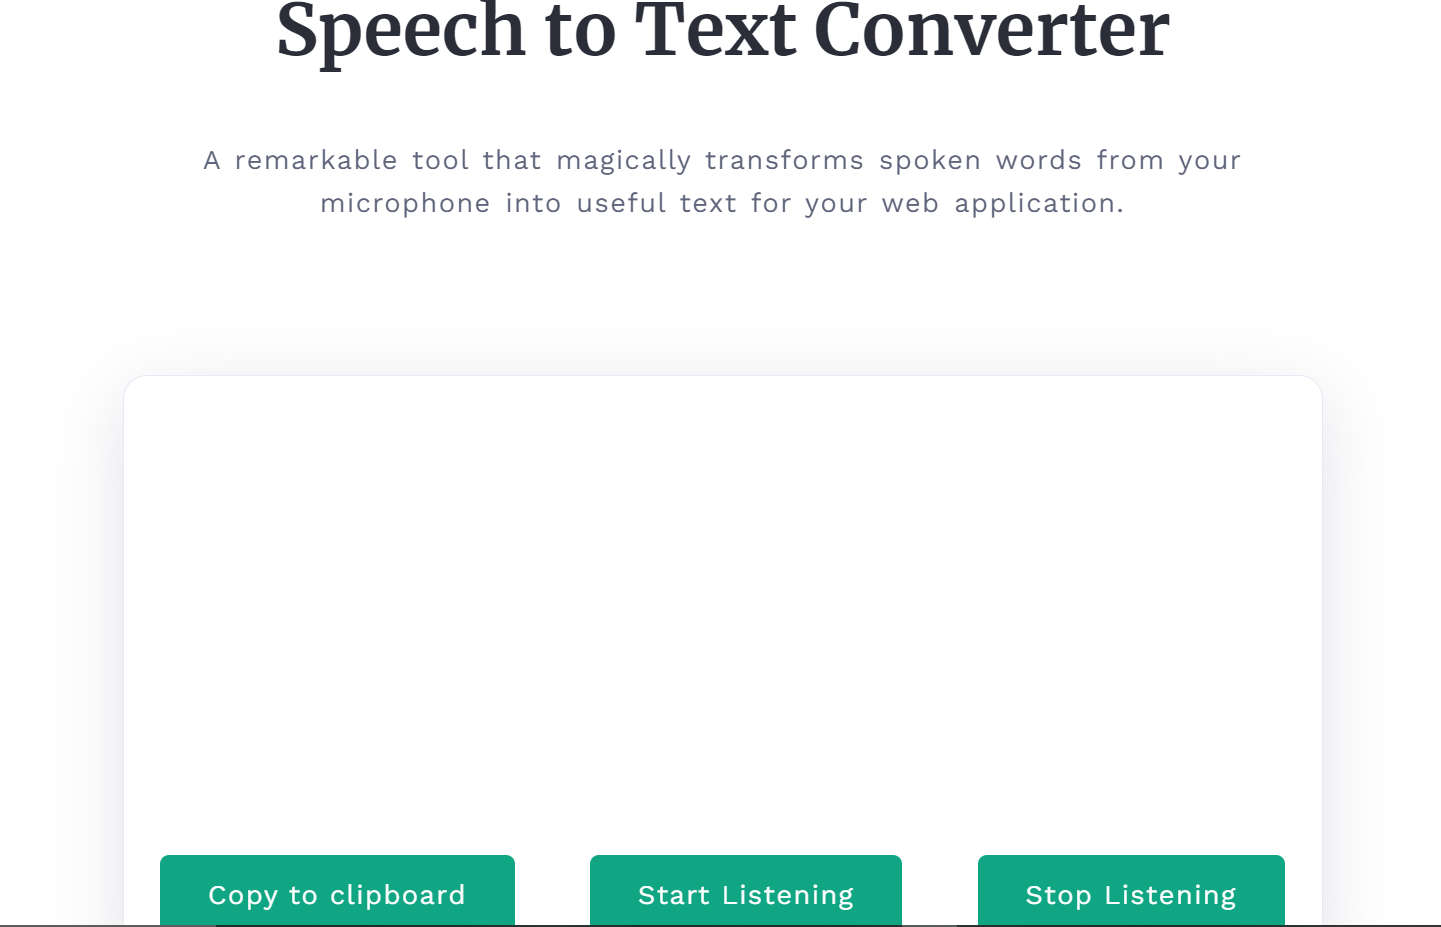 Speech to Text Converter
A remarkable tool that magically transforms spoken words from your
microphone into useful text for your web application.
Copy to clipboard
Start Listening
Stop Listening